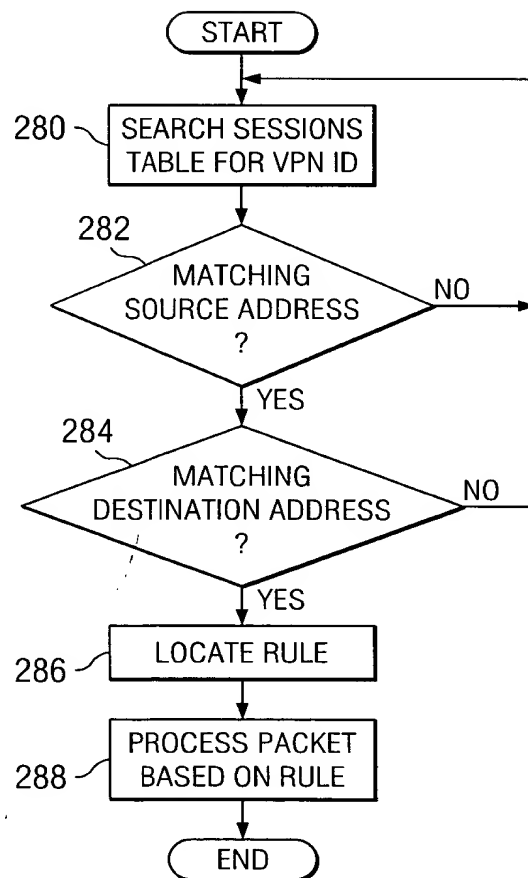 START
280
SEARCH SESSIONS
TABLE FOR VPN ID
282
MATCHING
SOURCE ADDRESS
?
NO
YES
284
MATCHING
DESTINATION ADDRESS
?
NO
YES
286
LOCATE RULE
288
PROCESS PACKET
BASED ON RULE
END